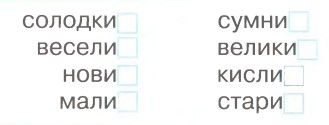 солодки
весели
нови
мали
сумни
велики
кисли
стари